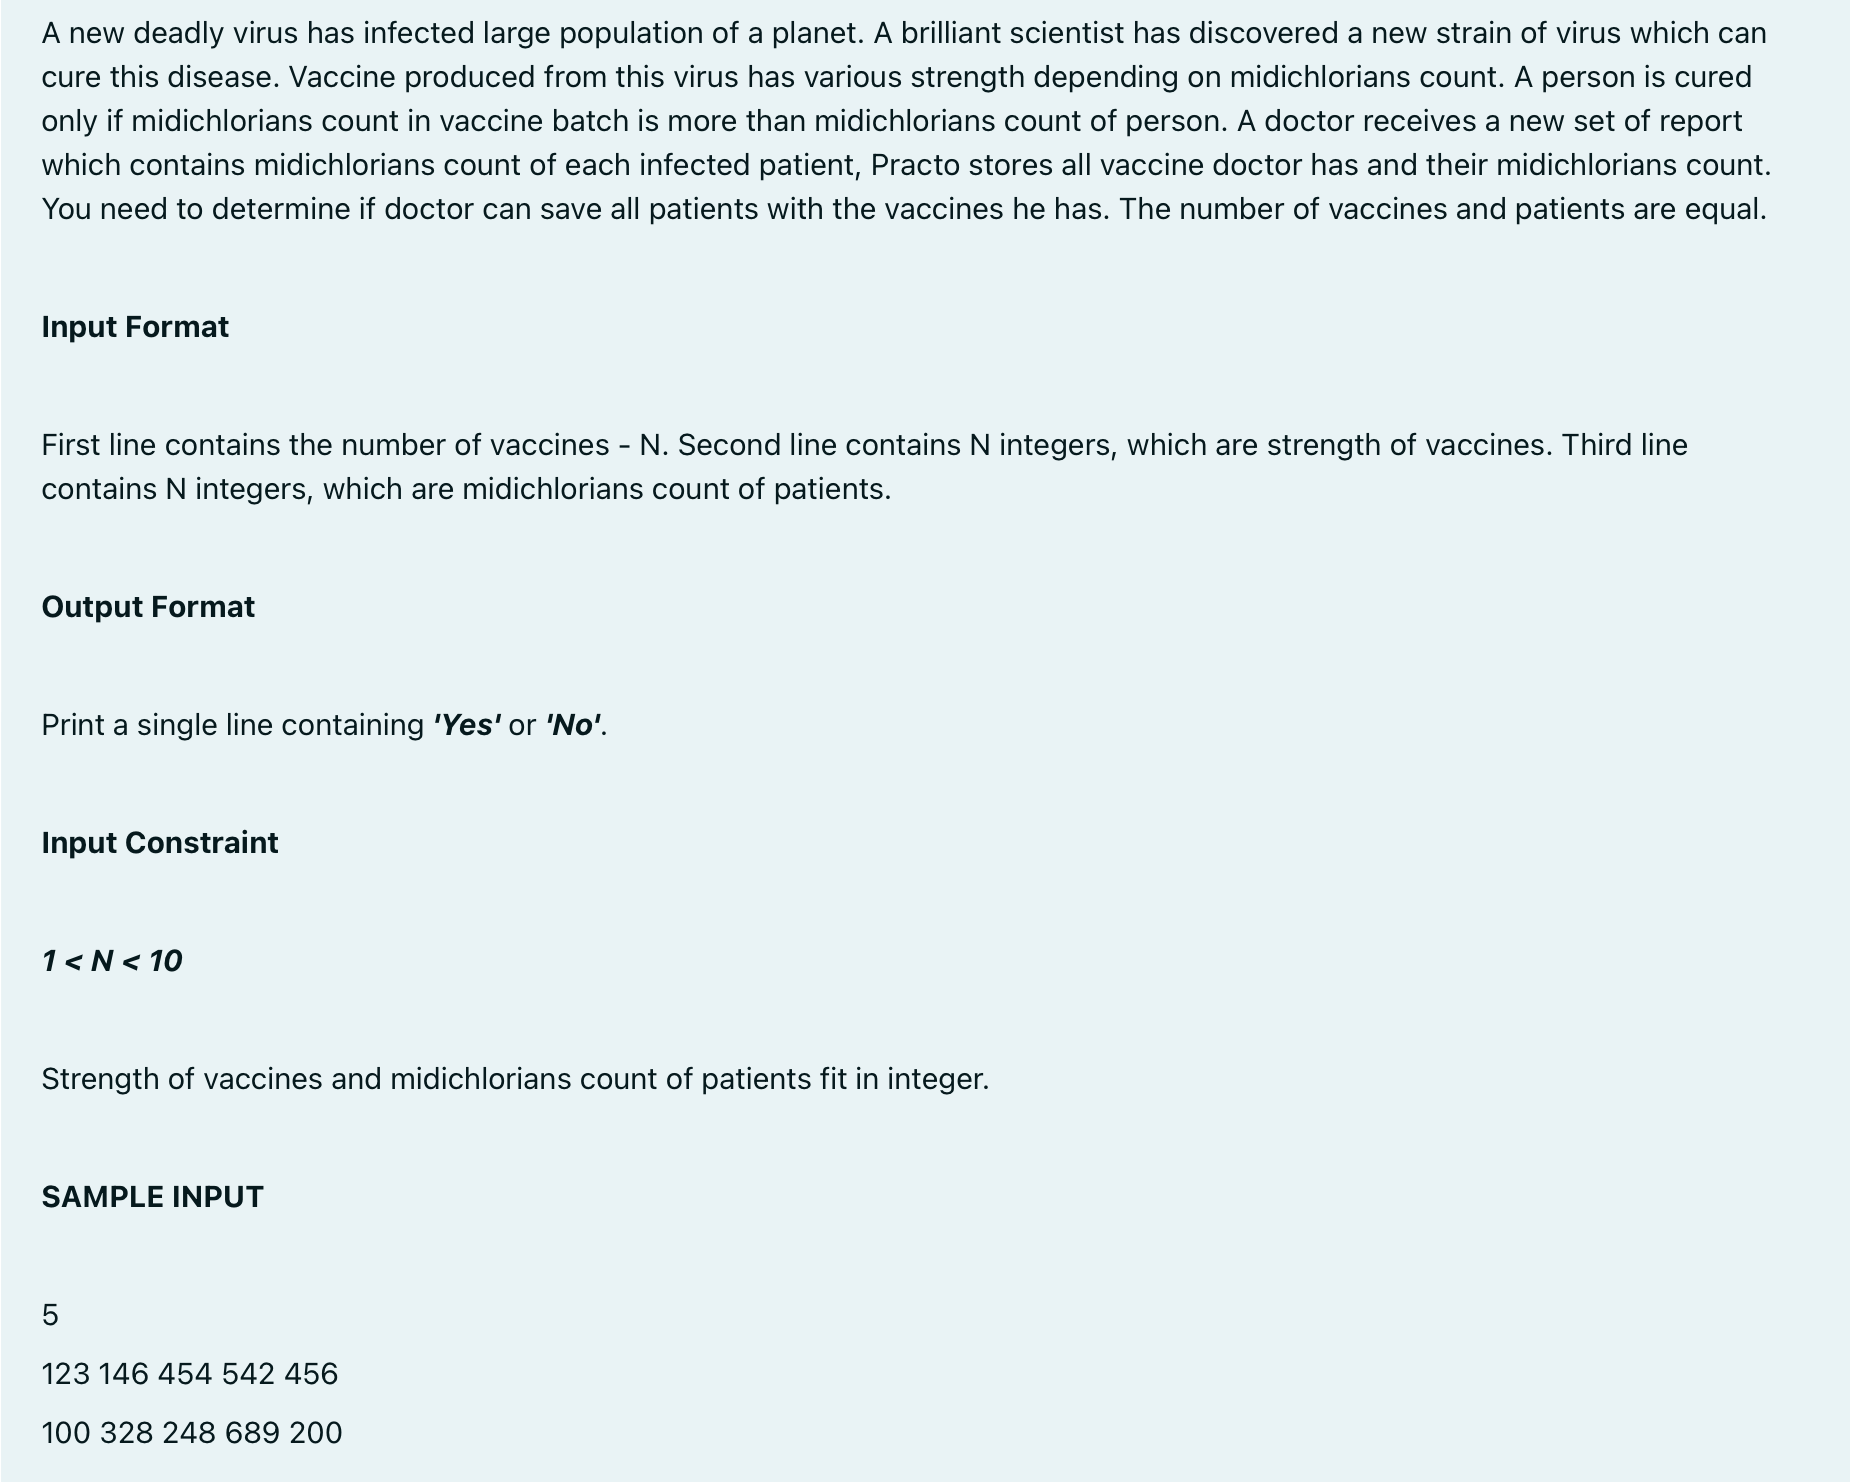 A new deadly virus has infected large population of a planet. A brilliant scientist has discovered a new strain of virus which can
cure this disease. Vaccine produced from this virus has various strength depending on midichlorians count. A person is cured
only if midichlorians count in vaccine batch is more than midichlorians count of person. A doctor receives a new set of report
which contains midichlorians count of each infected patient, Practo stores all vaccine doctor has and their midichlorians count.
You need to determine if doctor can save all patients with the vaccines he has. The number of vaccines and patients are equal.
Input Format
First line contains the number of vaccines - N. Second line contains N integers, which are strength of vaccines. Third line
contains N integers, which are midichlorians count of patients.
Output Format
Print a single line containing 'Yes' or 'No'.
Input Constraint
1 < N < 10
Strength of vaccines and midichlorians count of patients fit in integer.
SAMPLE INPUT
5
123 146 454 542 456
100 328 248 689 200